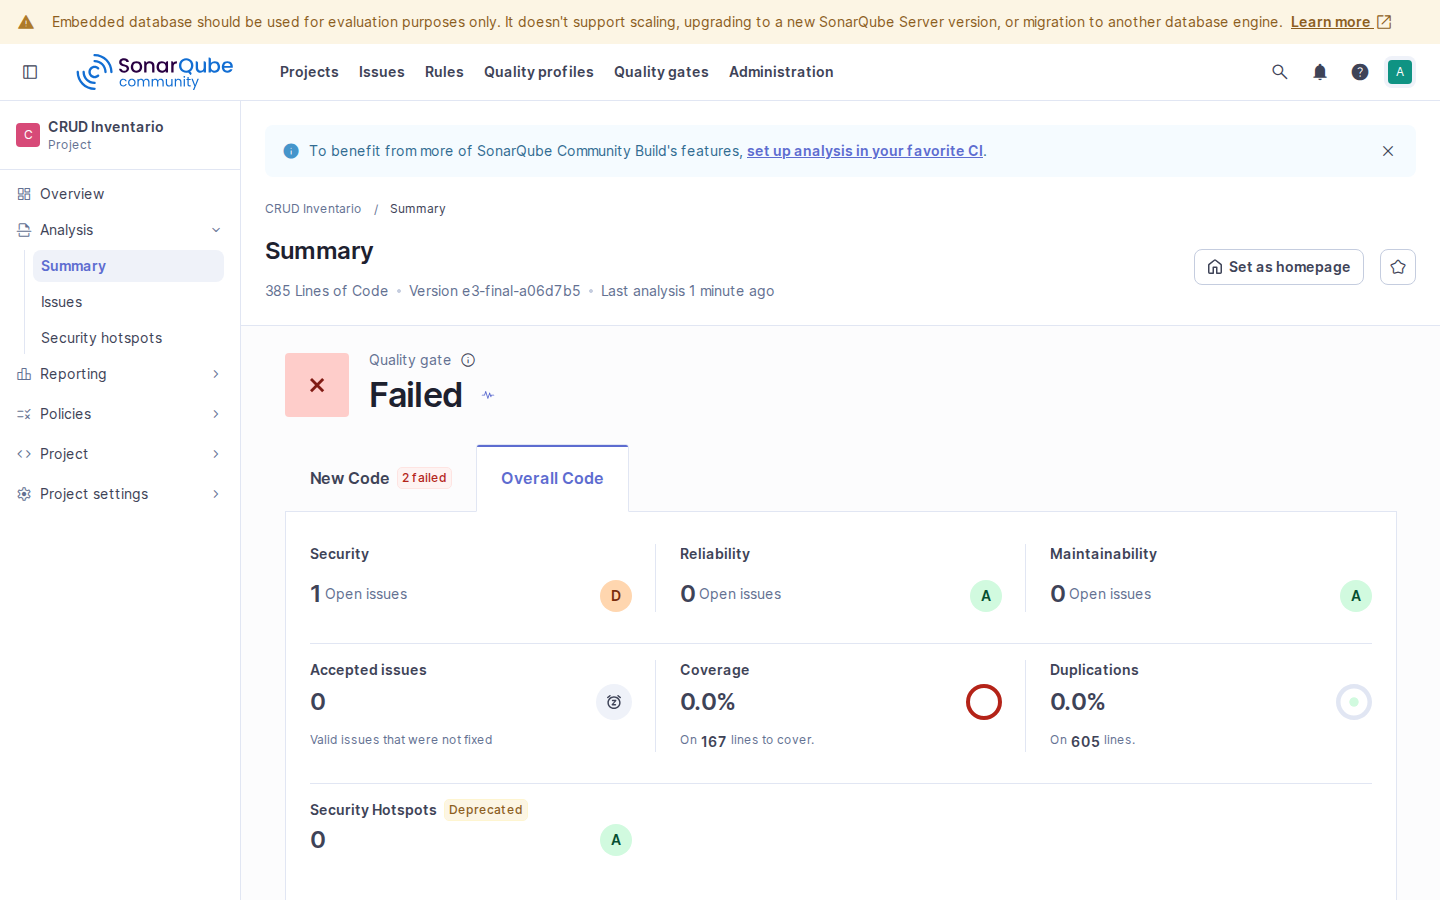 Embedded database should be used for evaluation purposes only. It doesn't support scaling, upgrading to a new SonarQube Server version, or migration to another database engine. Learn more
SonarQube community
Projects Issues Rules Quality profiles Quality gates Administration
A
C
CRUD Inventario
Project
Overview
Analysis
Summary
Issues
Security hotspots
Reporting
Policies
Project
Project settings
To benefit from more of SonarQube Community Build's features, set up analysis in your favorite CI.
CRUD Inventario / Summary
Summary
Set as homepage
385 Lines of Code • Version e3-final-a06d7b5 • Last analysis 1 minute ago
Quality gate
Failed
New Code 2 failed
Overall Code
Security
1 Open issues
D
Reliability
0 Open issues
A
Maintainability
0 Open issues
A
Accepted issues
0
Valid issues that were not fixed
Coverage
0.0%
On 167 lines to cover.
Duplications
0.0%
On 605 lines.
Security Hotspots Deprecated
0
A